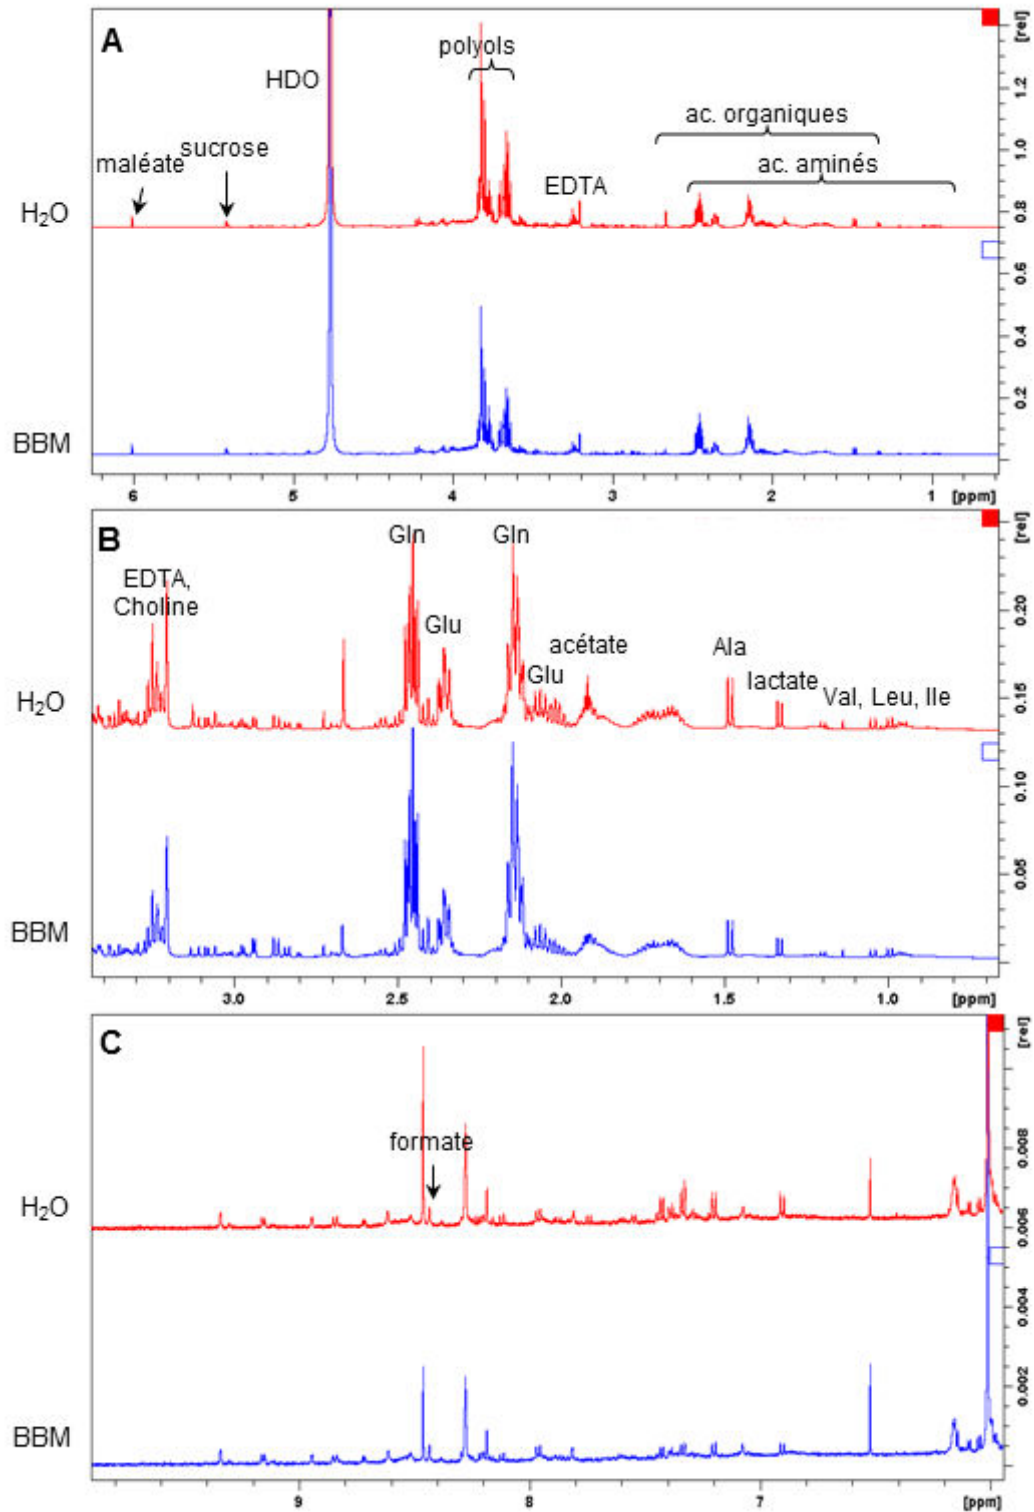 A
polyols
HDO
ac. organiques
sucrose
ac. aminés
maléate
EDTA
H₂O
BBM
[rel]
1.2
1.0
0.8
0.6
0.4
0.2
6 5 4 3 2 1 [ppm]
B
Gln Gln
EDTA,
Choline
Glu
acétate
Glu
Ala
lactate
Val, Leu, Ile
H₂O
BBM
[rel]
0.20
0.15
0.10
0.05
3.0 2.5 2.0 1.5 1.0 [ppm]
C
formate
H₂O
BBM
[rel]
0.008
0.006
0.004
0.002
9 8 7 [ppm]